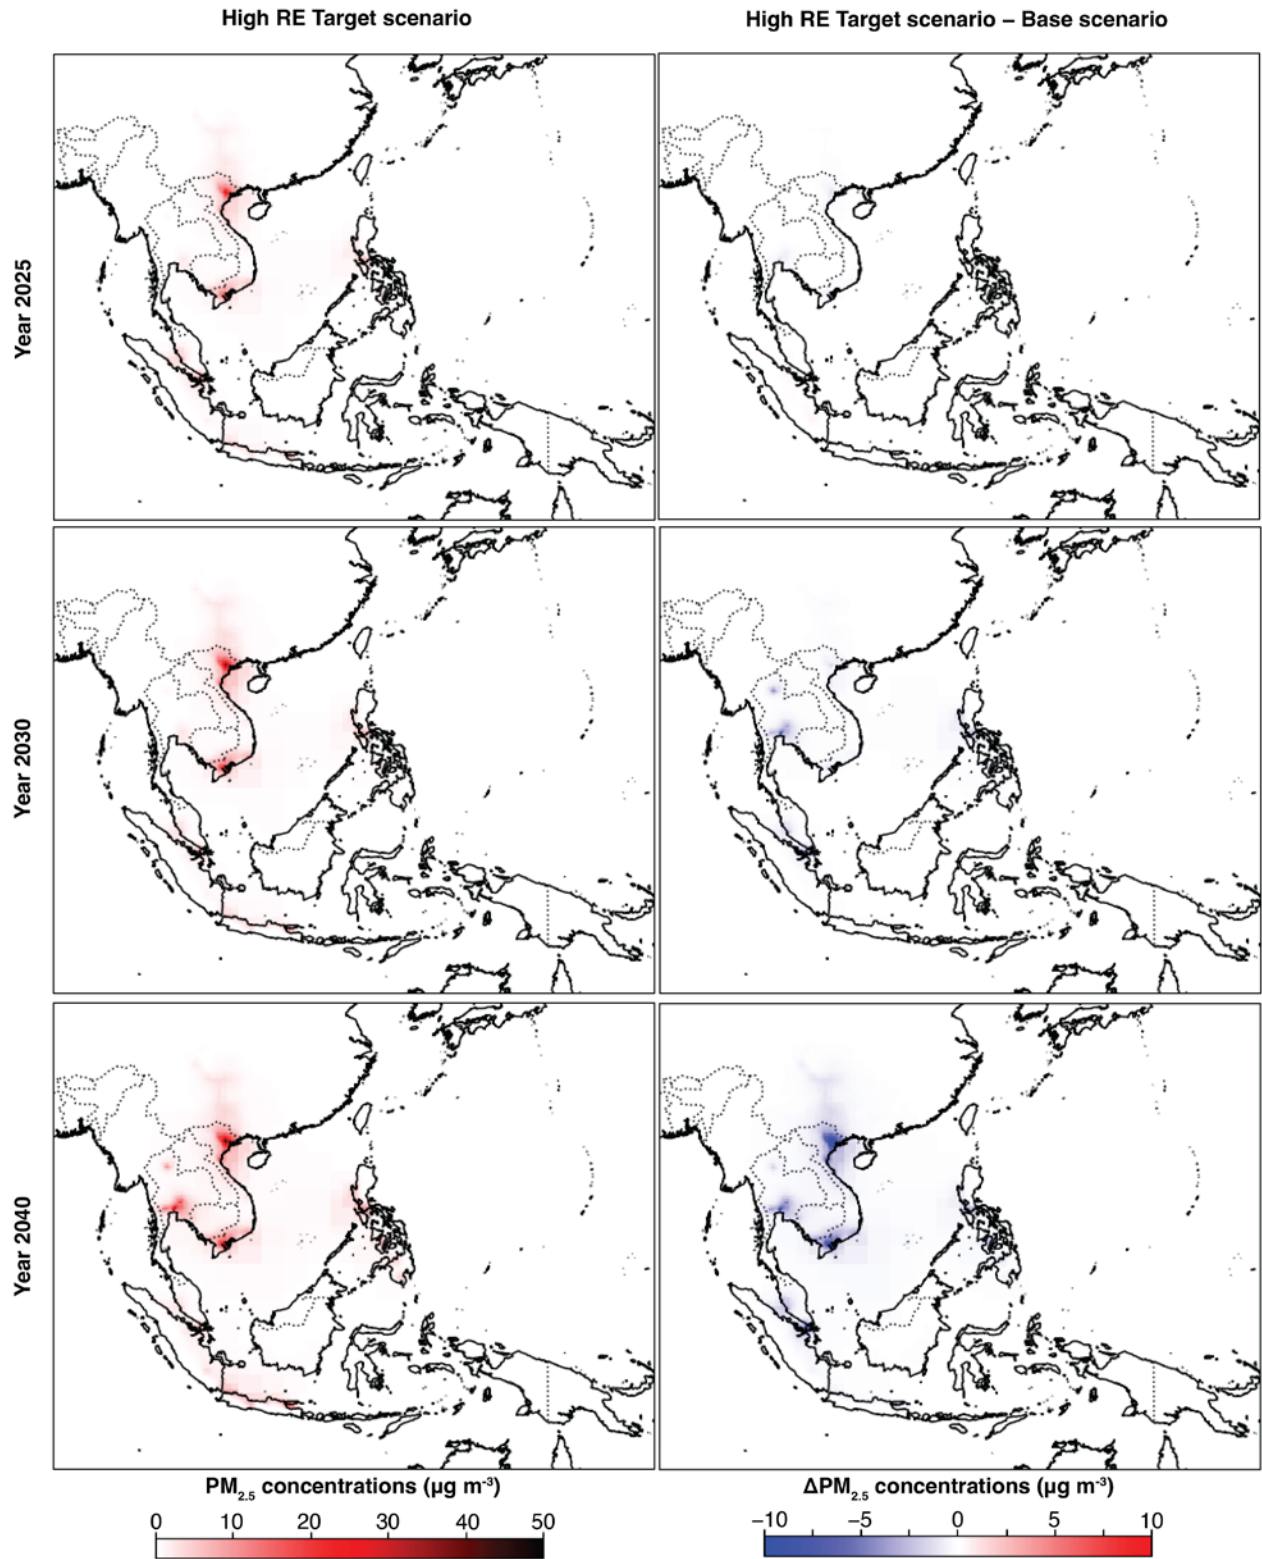 High RE Target scenario
High RE Target scenario – Base scenario
Year 2025
Year 2030
Year 2040
PM2.5 concentrations (µg m-3)
0 10 20 30 40 50
ΔPM2.5 concentrations (µg m-3)
−10 −5 0 5 10